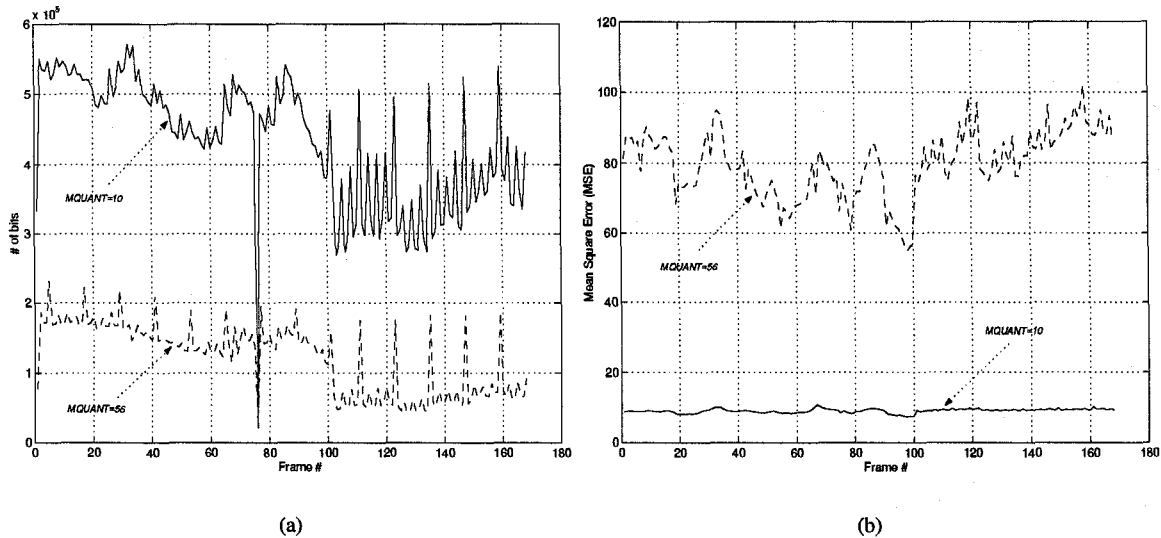 x 10^5
6
5
4
3
2
1
0
# of bits
MQUANT=10
MQUANT=56
0 20 40 60 80 100 120 140 160 180
Frame #
(a)
120
100
80
60
40
20
0
Mean Square Error (MSE)
MQUANT=56
MQUANT=10
0 20 40 60 80 100 120 140 160 180
Frame #
(b)